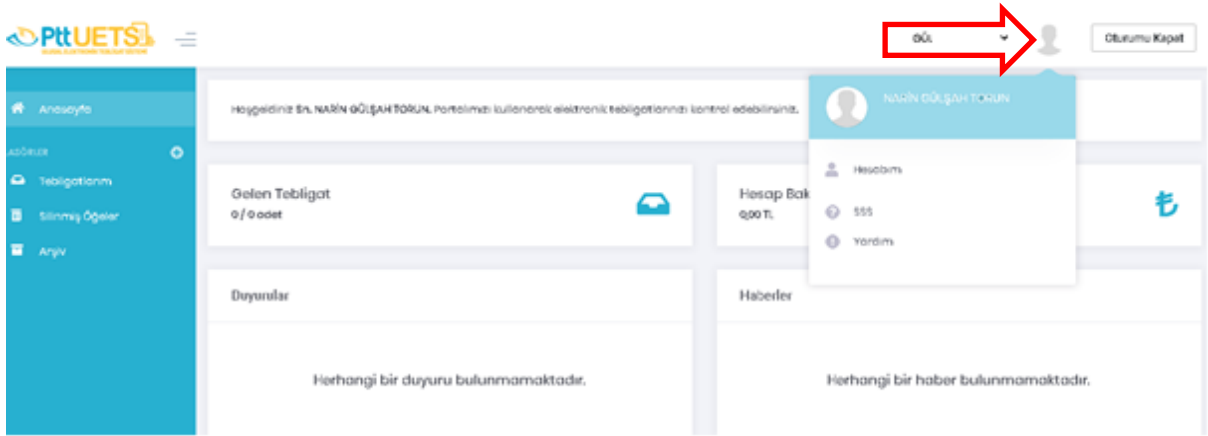 PttUETS
GÜL
Oturumu Kapat
Anasayfa
Hoşgeldiniz Sn. NARİN GÜLŞAH TORUN. Portalımızı kullanarak elektronik tebligatlarınızı kontrol edebilirsiniz.
NARİN GÜLŞAH TORUN
Tebligatlarım
Silinmiş Öğeler
Arşiv
Gelen Tebligat
0 / 0 adet
Hesap Bak
0,00 TL
Hesabım
SSS
Yardım
Duyurular
Haberler
Herhangi bir duyuru bulunmamaktadır.
Herhangi bir haber bulunmamaktadır.